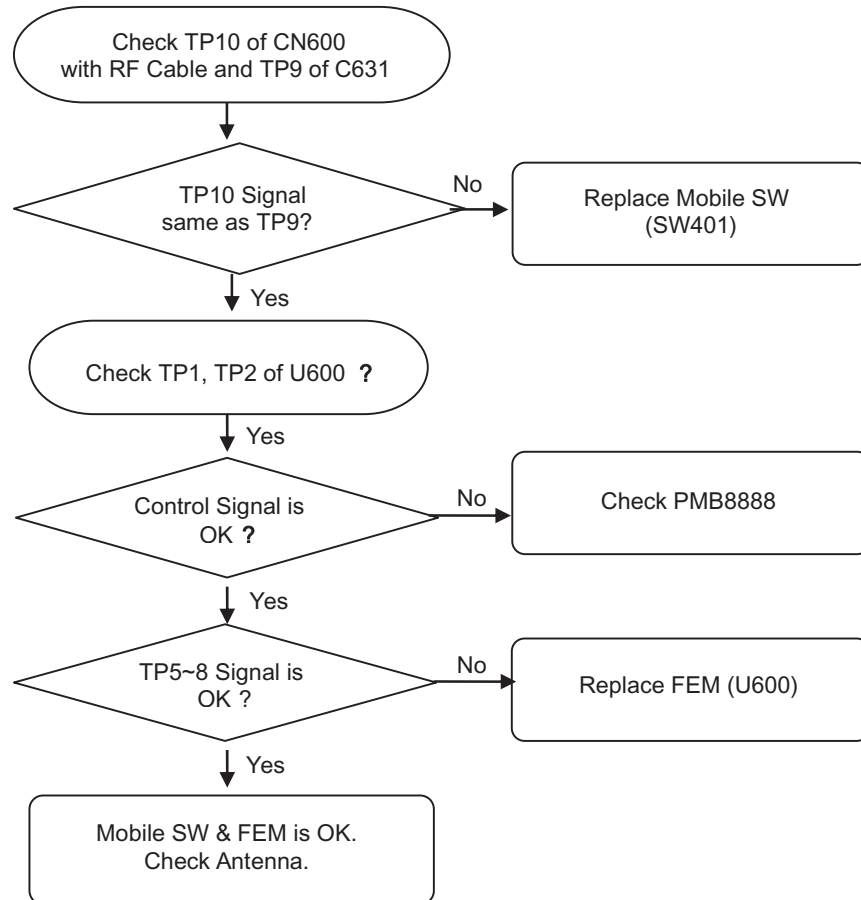 Check TP10 of CN600
with RF Cable and TP9 of C631
TP10 Signal
same as TP9?
No
Replace Mobile SW
(SW401)
Yes
Check TP1, TP2 of U600 ?
Yes
Control Signal is
OK ?
No
Check PMB8888
Yes
TP5~8 Signal is
OK ?
No
Replace FEM (U600)
Yes
Mobile SW & FEM is OK.
Check Antenna.